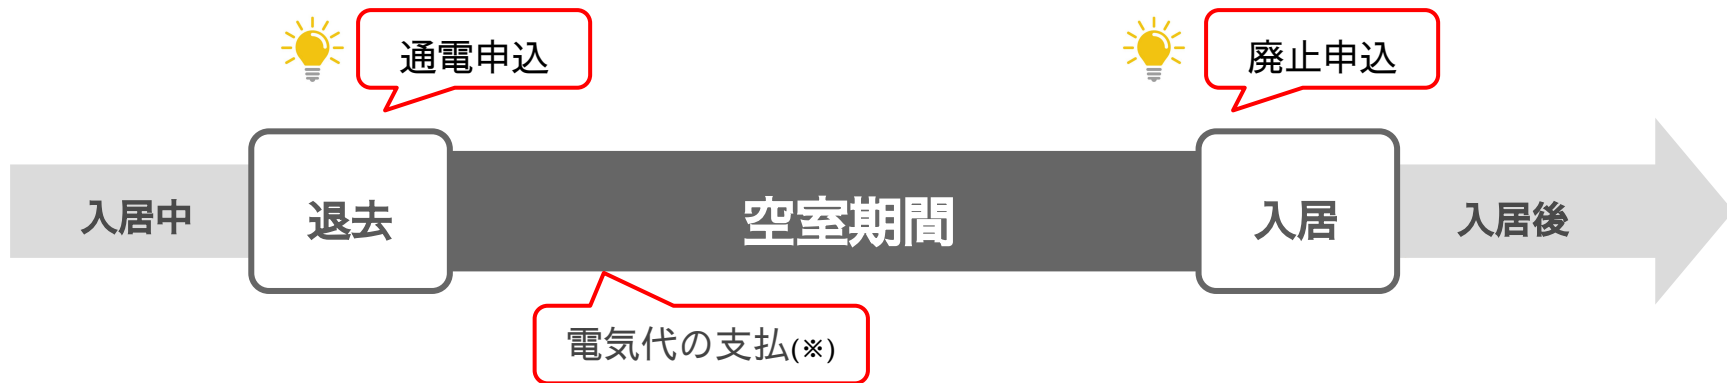 通電申込
廃止申込
入居中
退去
空室期間
入居
入居後
電気代の支払(※)